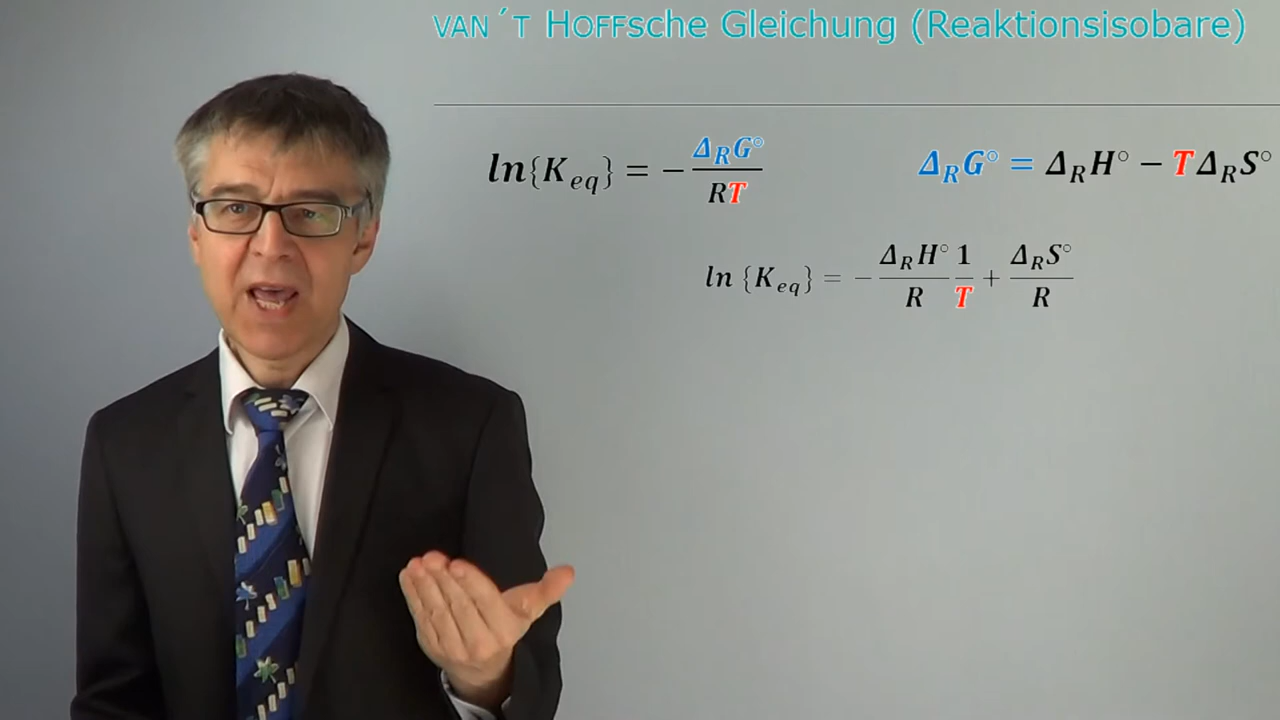 VAN´T HOFFsche Gleichung (Reaktionsisobare)
ln{K_eq} = −Δ_RG°/RT
Δ_RG° = Δ_RH° − TΔ_RS°
ln {K_eq} = −Δ_RH°/R 1/T + Δ_RS°/R